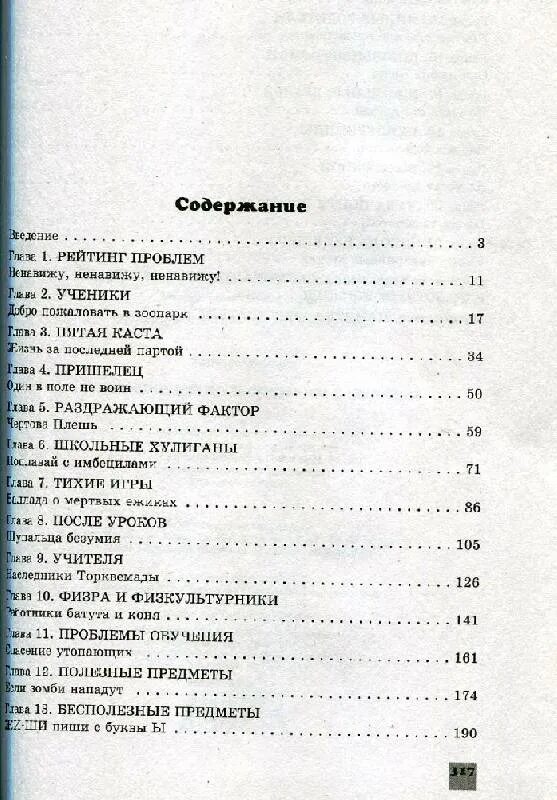 Содержание
Введение 3
Глава 1. РЕЙТИНГ ПРОБЛЕМ
Ненавижу, ненавижу, ненавижу! 11
Глава 2. УЧЕНИКИ
Добро пожаловать в зоопарк 17
Глава 3. ПЯТАЯ КАСТА
Жизнь за последней партой 34
Глава 4. ПРИШЕЛЕЦ
Один в поле не воин 50
Глава 5. РАЗДРАЖАЮЩИЙ ФАКТОР
Чертова Плешь 59
Глава 6. ШКОЛЬНЫЕ ХУЛИГАНЫ
Поплавай с имбецилами 71
Глава 7. ТИХИЕ ИГРЫ
Баллада о мертвых ежиках 86
Глава 8. ПОСЛЕ УРОКОВ
Щупальца безумия 105
Глава 9. УЧИТЕЛЯ
Наследники Торквемады 126
Глава 10. ФИЗРА И ФИЗКУЛЬТУРНИКИ
Работники батута и коня 141
Глава 11. ПРОБЛЕМЫ ОБУЧЕНИЯ
Спасение утопающих 161
Глава 12. ПОЛЕЗНЫЕ ПРЕДМЕТЫ
Если зомби нападут 174
Глава 13. БЕСПОЛЕЗНЫЕ ПРЕДМЕТЫ
ЖИ-ШИ пиши с буквы Ы 190
317